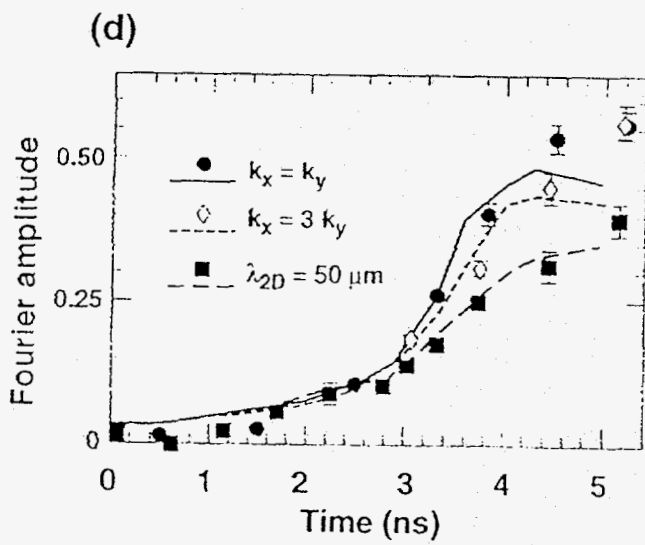 (d)
Fourier amplitude
0.50
0.25
0
k_x = k_y
k_x = 3 k_y
λ_2D = 50 μm
0 1 2 3 4 5
Time (ns)